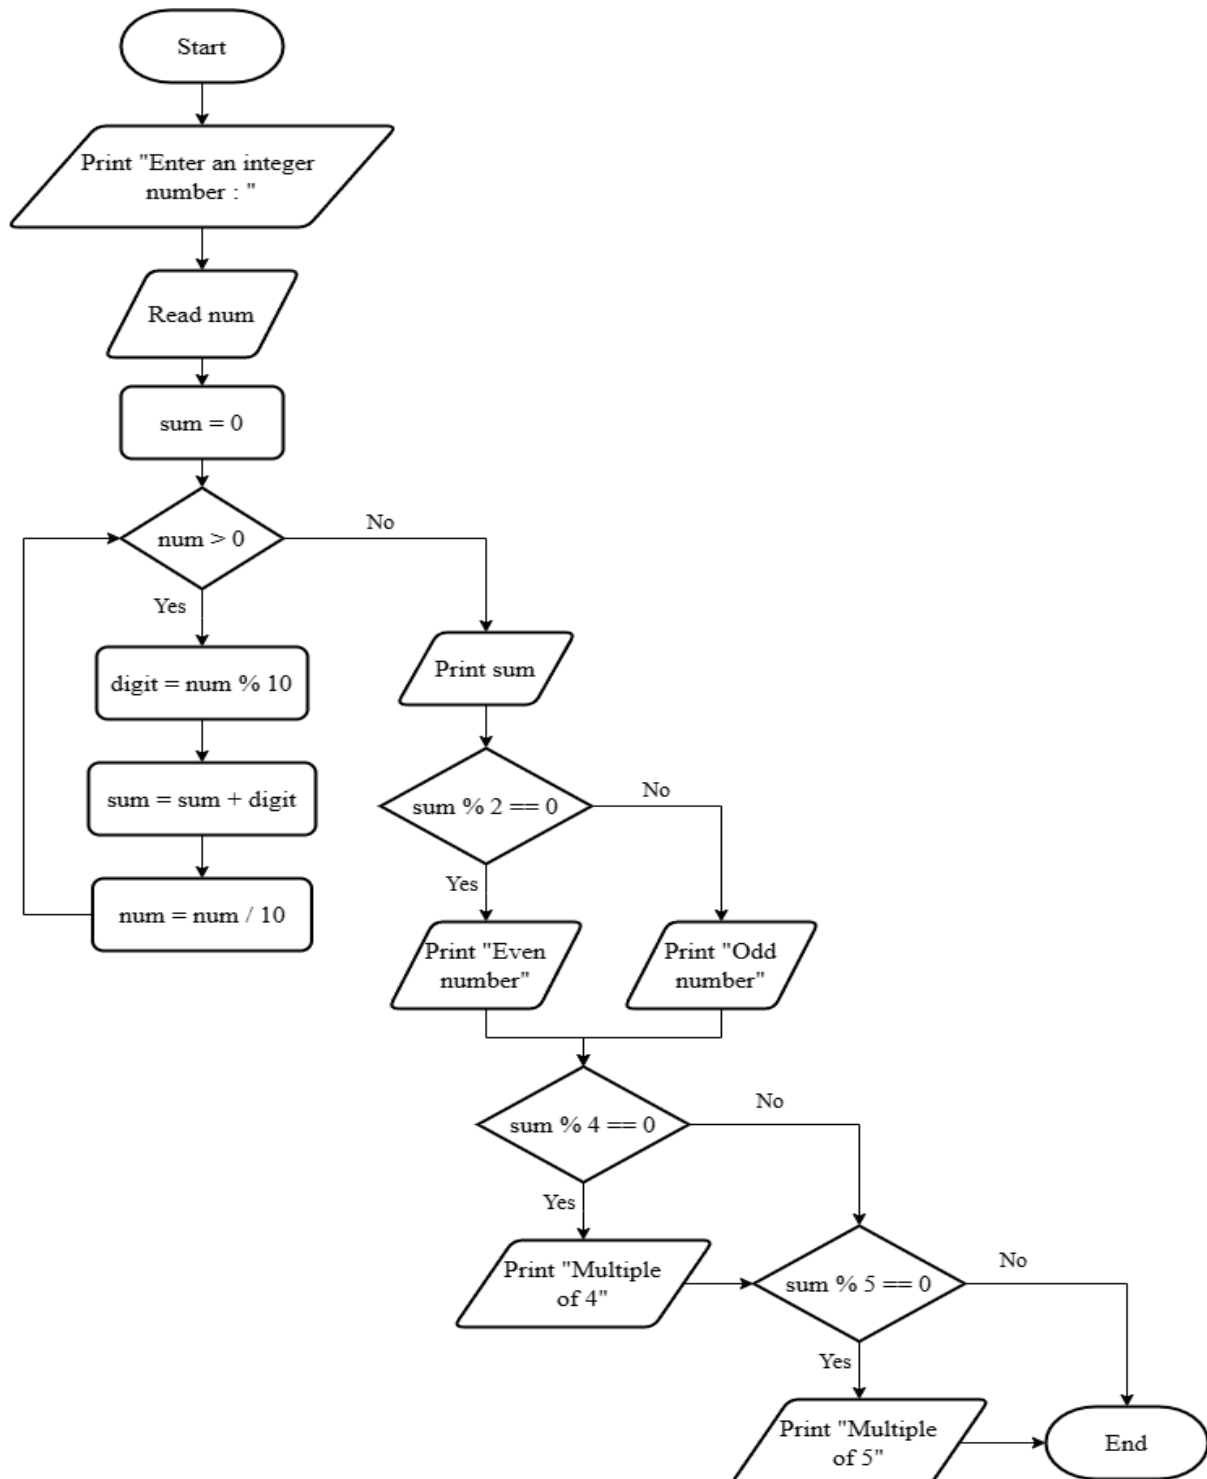 Start
Print "Enter an integer
number : "
Read num
sum = 0
num > 0
No
Yes
digit = num % 10
Print sum
sum = sum + digit
sum % 2 == 0
No
Yes
num = num / 10
Print "Even
number"
Print "Odd
number"
sum % 4 == 0
No
Yes
Print "Multiple
of 4"
sum % 5 == 0
No
Yes
Print "Multiple
of 5"
End